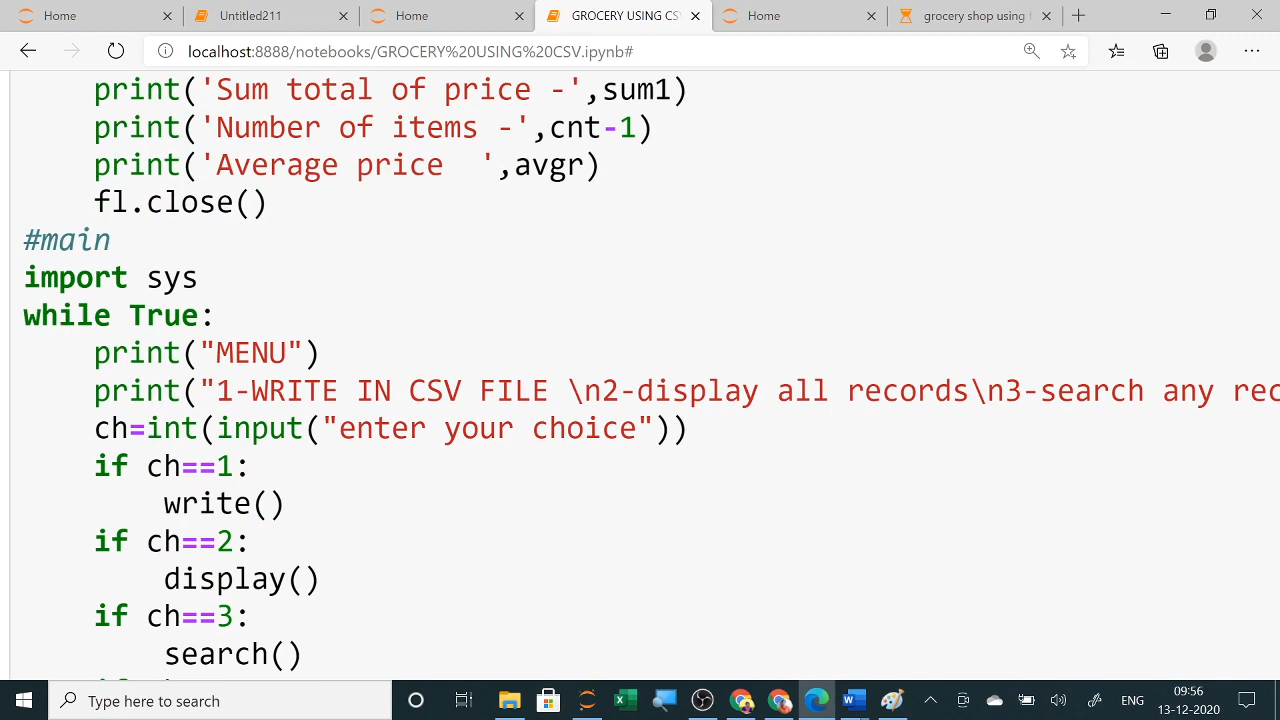 Home
Untitled211
Home
GROCERY USING CS
Home
grocery shop using f
localhost:8888/notebooks/GROCERY%20USING%20CSV.ipynb#
print('Sum total of price -',sum1)
print('Number of items -',cnt-1)
print('Average price  ',avgr)
fl.close()
#main
import sys
while True:
print("MENU")
print("1-WRITE IN CSV FILE \n2-display all records\n3-search any rec
ch=int(input("enter your choice"))
if ch==1:
write()
if ch==2:
display()
if ch==3:
search()
Type here to search
ENG
09:56
13-12-2020